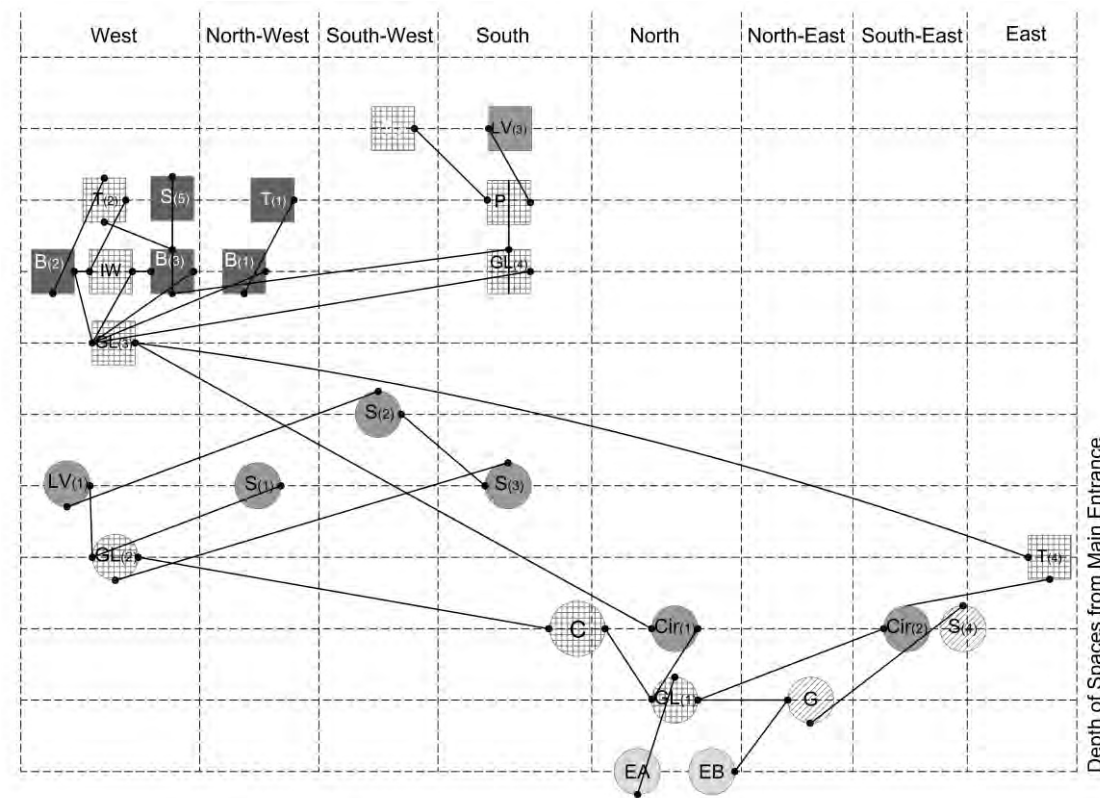 West North-West South-West South North North-East South-East East
LV(3)
T(2) S(5) T(1) P
B(2) IW B(3) B(1) GL(4)
GL(3)
S(2)
LV(1) S(1) S(3)
GL(2) T(4)
C Cir(1) Cir(2) S(4)
GL(1) G
EA EB
Depth of Spaces from Main Entrance